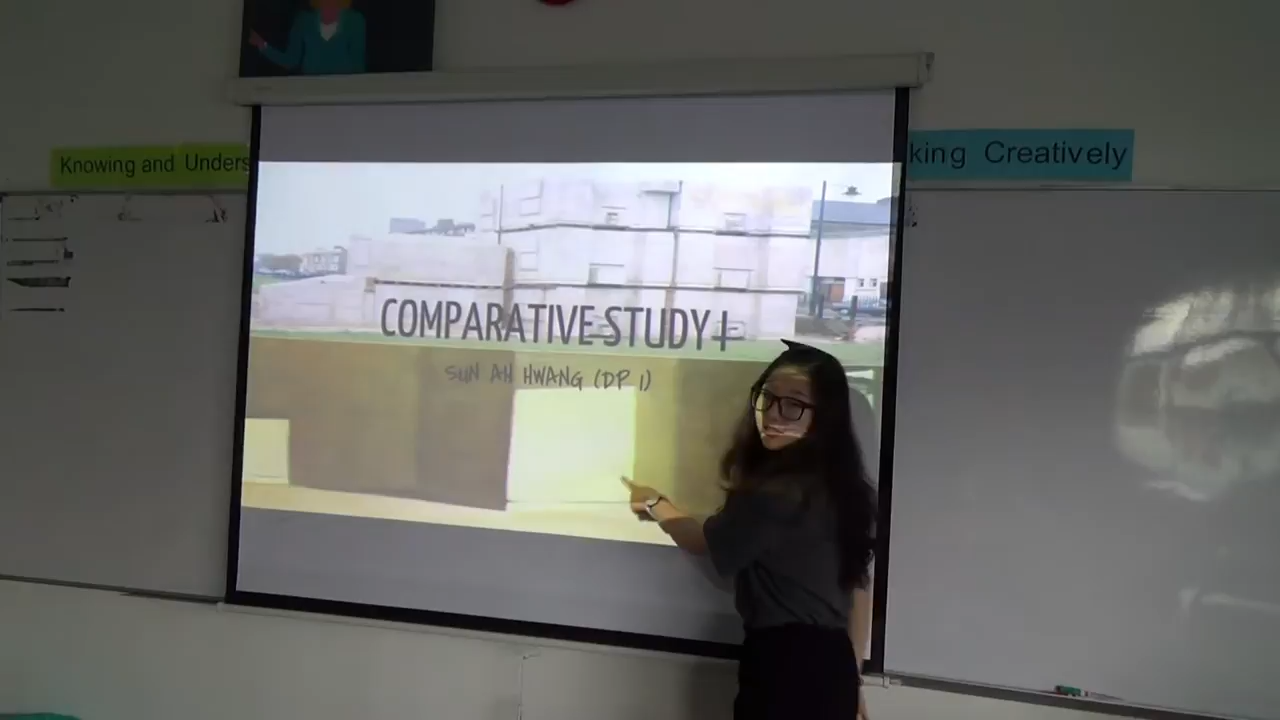 Knowing and Unders
king Creatively
COMPARATIVE STUDY+
SUN AH HWANG (DP 1)